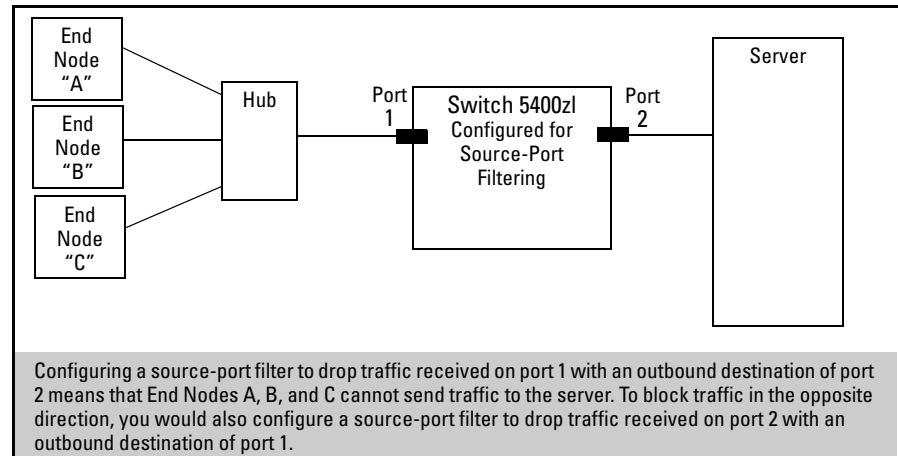 End
Node
“A”
End
Node
“B”
End
Node
“C”
Hub
Port
1
Switch 5400zl
Configured for
Source-Port
Filtering
Port
2
Server
Configuring a source-port filter to drop traffic received on port 1 with an outbound destination of port
2 means that End Nodes A, B, and C cannot send traffic to the server. To block traffic in the opposite
direction, you would also configure a source-port filter to drop traffic received on port 2 with an
outbound destination of port 1.